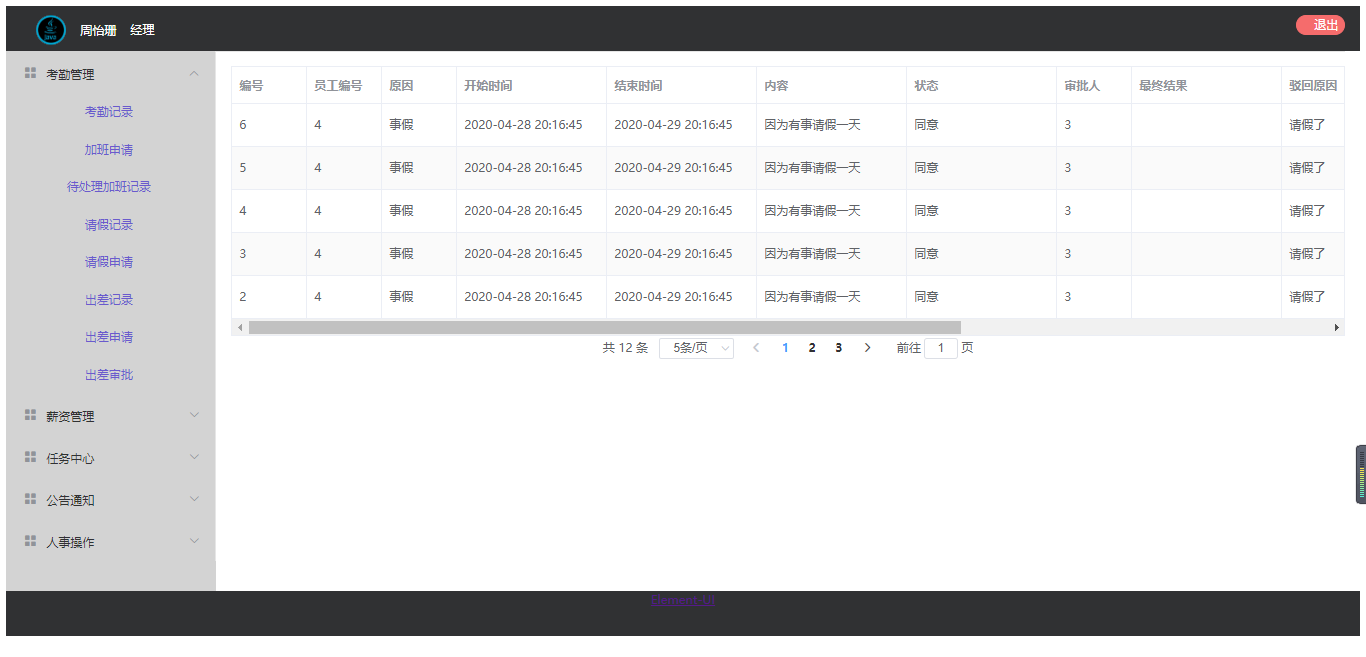 周怡珊 经理 退出
考勤管理
考勤记录
加班申请
待处理加班记录
请假记录
请假申请
出差记录
出差申请
出差审批
薪资管理
任务中心
公告通知
人事操作
编号 员工编号 原因 开始时间 结束时间 内容 状态 审批人 最终结果 驳回原因
6 4 事假 2020-04-28 20:16:45 2020-04-29 20:16:45 因为有事请假一天 同意 3 请假了
5 4 事假 2020-04-28 20:16:45 2020-04-29 20:16:45 因为有事请假一天 同意 3 请假了
4 4 事假 2020-04-28 20:16:45 2020-04-29 20:16:45 因为有事请假一天 同意 3 请假了
3 4 事假 2020-04-28 20:16:45 2020-04-29 20:16:45 因为有事请假一天 同意 3 请假了
2 4 事假 2020-04-28 20:16:45 2020-04-29 20:16:45 因为有事请假一天 同意 3 请假了
共 12 条 5条/页 1 2 3 前往 1 页
Element-UI